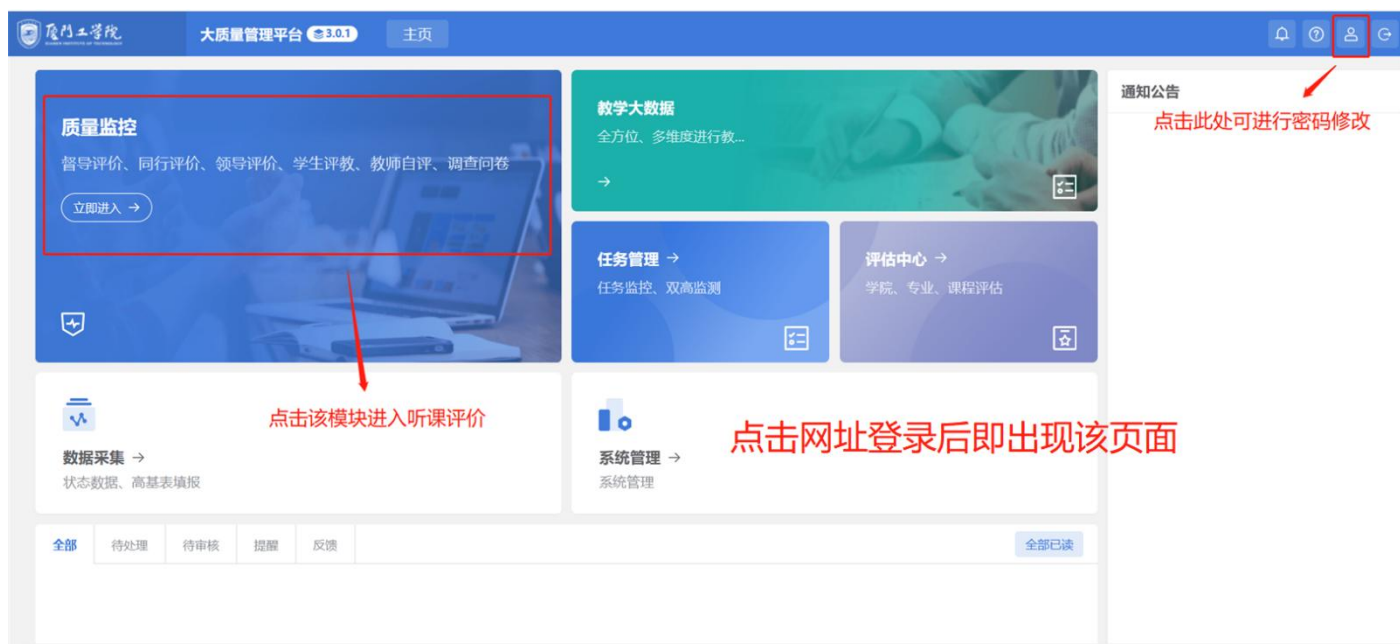 厦门工学院
XIAMEN INSTITUTE OF TECHNOLOGY
大质量管理平台 3.0.1
主页
质量监控
督导评价、同行评价、领导评价、学生评教、教师自评、调查问卷
立即进入 →
教学大数据
全方位、多维度进行教...
→
通知公告
点击此处可进行密码修改
任务管理 →
任务监控、双高监测
评估中心 →
学院、专业、课程评估
点击该模块进入听课评价
数据采集 →
状态数据、高基表填报
点击网址登录后即出现该页面
系统管理 →
系统管理
全部
待处理
待审核
提醒
反馈
全部已读